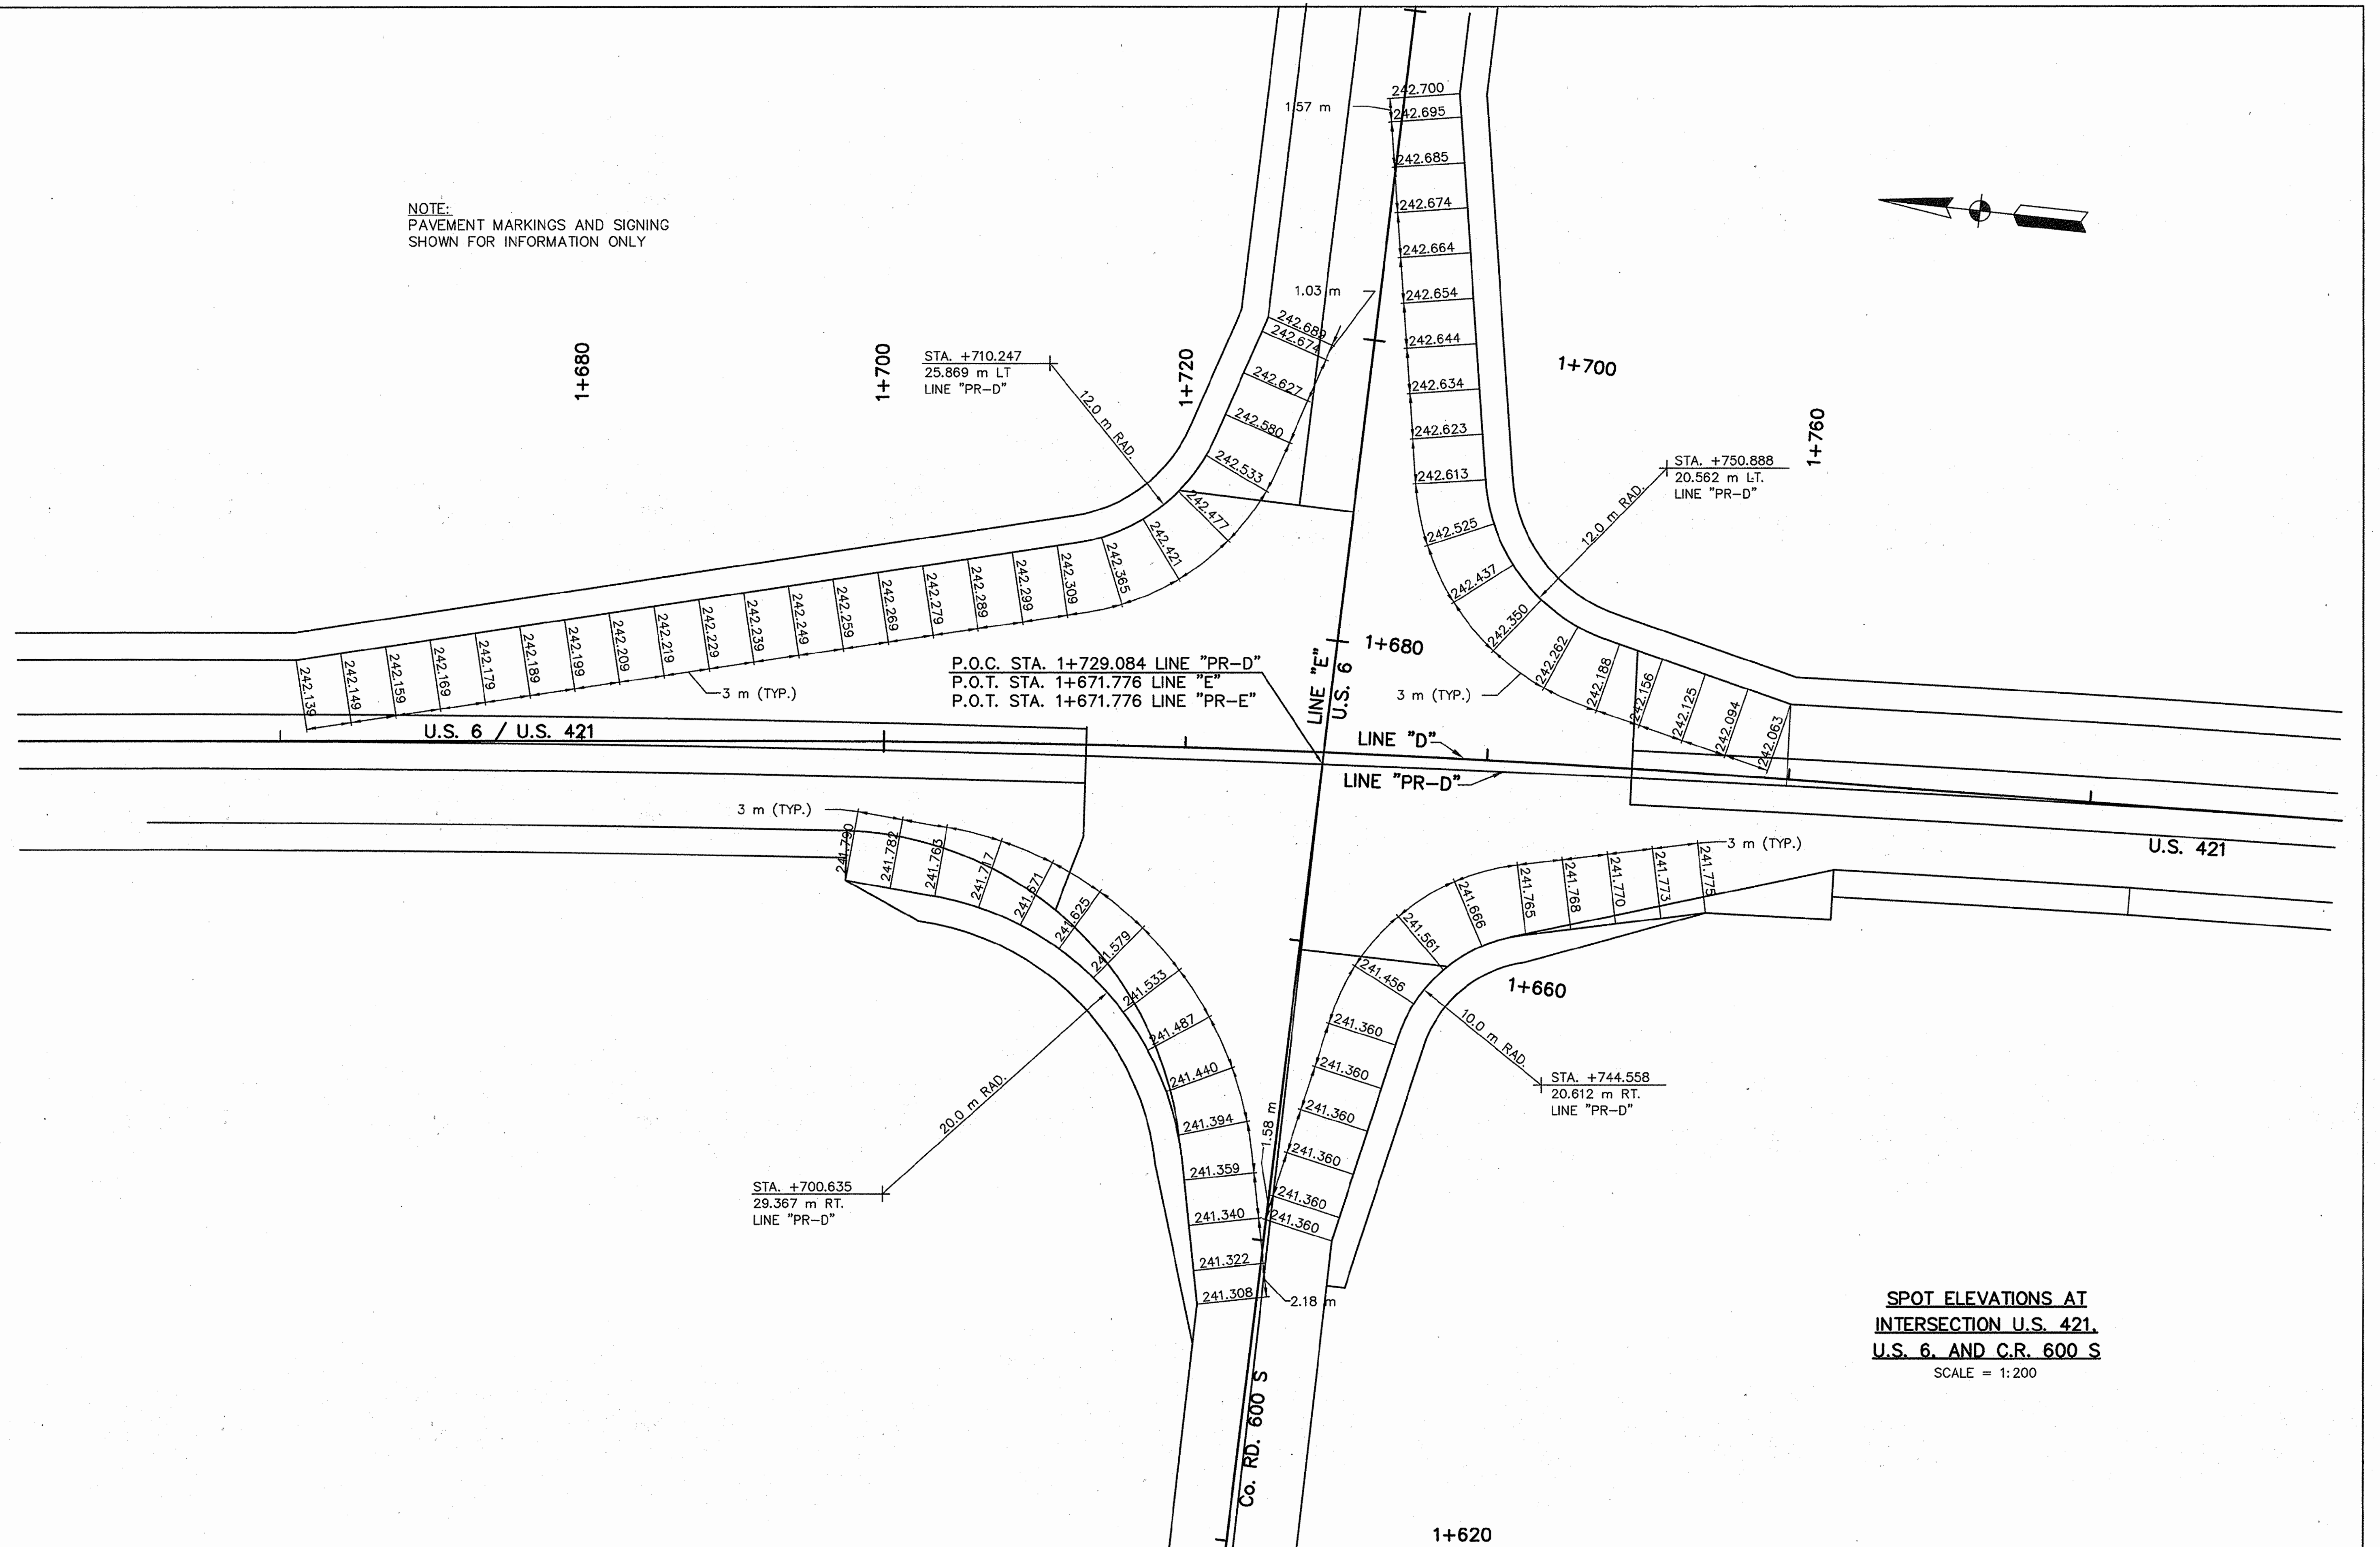 NOTE:
PAVEMENT MARKINGS AND SIGNING
SHOWN FOR INFORMATION ONLY
1+680
1+700
1+720
1+700
1+760
1+680
1+660
1+620
STA. +710.247
25.869 m LT
LINE "PR-D"
12.0 m RAD.
1.57 m
1.03 m
242.700
242.695
242.685
242.674
242.664
242.654
242.644
242.634
242.623
242.613
242.525
242.437
242.350
242.262
242.188
242.156
242.125
242.094
242.063
3 m (TYP.)
STA. +750.888
20.562 m LT.
LINE "PR-D"
12.0 m RAD.
242.689
242.674
242.627
242.580
242.533
242.477
242.421
242.365
242.309
242.299
242.289
242.279
242.269
242.259
242.249
242.239
242.229
242.219
242.209
242.199
242.189
242.179
242.169
242.159
242.149
242.139
3 m (TYP.)
P.O.C. STA. 1+729.084 LINE "PR-D"
P.O.T. STA. 1+671.776 LINE "E"
P.O.T. STA. 1+671.776 LINE "PR-E"
LINE "E"
U.S. 6
U.S. 6 / U.S. 421
LINE "D"
LINE "PR-D"
U.S. 421
3 m (TYP.)
241.790
241.782
241.763
241.717
241.671
241.625
241.579
241.533
241.487
241.440
241.394
241.359
241.340
241.322
241.308
2.18 m
1.58 m
20.0 m RAD.
STA. +700.635
29.367 m RT.
LINE "PR-D"
3 m (TYP.)
241.775
241.773
241.770
241.768
241.765
241.666
241.561
241.456
241.360
241.360
241.360
241.360
241.360
241.360
10.0 m RAD.
STA. +744.558
20.612 m RT.
LINE "PR-D"
Co. RD. 600 S
SPOT ELEVATIONS AT
INTERSECTION U.S. 421,
U.S. 6, AND C.R. 600 S
SCALE = 1:200